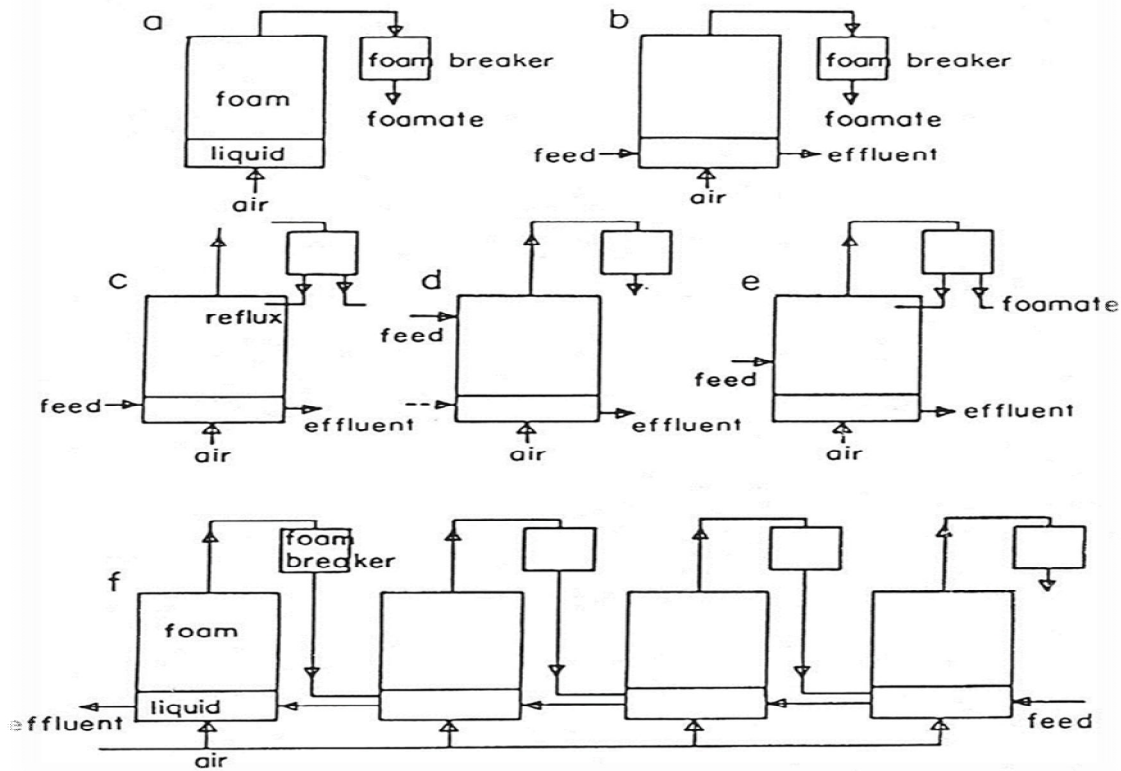 a
foam breaker
foam
foamate
liquid
air
b
foam breaker
foamate
feed
effluent
air
c
reflux
feed
effluent
air
d
feed
effluent
air
e
foamate
feed
effluent
air
f
foam
breaker
foam
liquid
effluent
feed
air